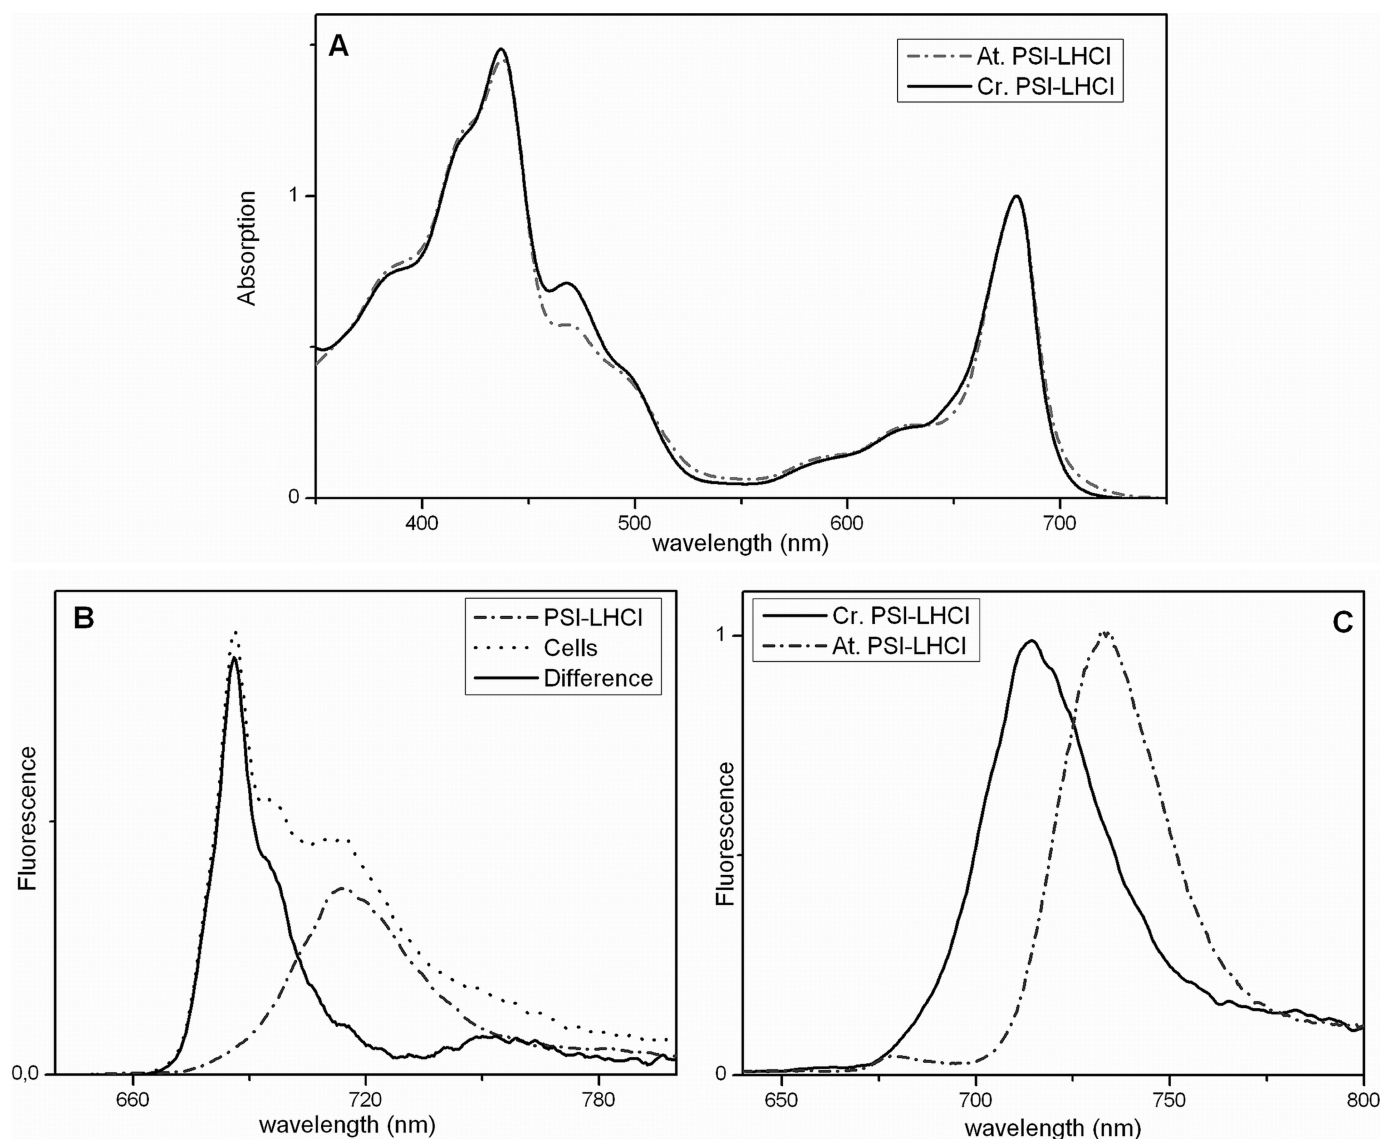 A
At. PSI-LHCI
Cr. PSI-LHCI
1
Absorption
0
400 500 600 700
wavelength (nm)
B
PSI-LHCI
Cells
Difference
Fluorescence
0,0
660 720 780
wavelength (nm)
Cr. PSI-LHCI
At. PSI-LHCI
C
1
Fluorescence
0
650 700 750 800
wavelength (nm)